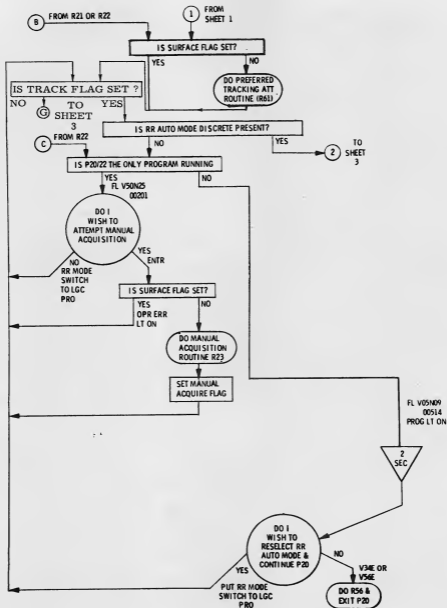 B
FROM R21 OR R22
1
FROM
SHEET 1
IS SURFACE FLAG SET?
YES
NO
IS TRACK FLAG SET ?
NO
G
TO
SHEET
3
YES
DO PREFERRED
TRACKING ATT
ROUTINE (R61)
IS RR AUTO MODE DISCRETE PRESENT?
C
FROM R22
NO
YES
2
TO
SHEET
3
IS P20/22 THE ONLY PROGRAM RUNNING
YES
NO
FL V50N25
00201
DO I
WISH TO
ATTEMPT MANUAL
ACQUISITION
NO
RR MODE
SWITCH
TO LGC
PRO
YES
ENTR
IS SURFACE FLAG SET?
YES
OPR ERR
LT ON
NO
DO MANUAL
ACQUISITION
ROUTINE R23
SET MANUAL
ACQUIRE FLAG
FL V05N09
00514
PROG LT ON
2
SEC
DO I
WISH TO
RESELECT RR
AUTO MODE &
CONTINUE P20
YES
PUT RR MODE
SWITCH TO LGC
PRO
NO
V34E OR
V56E
DO R56 &
EXIT P20